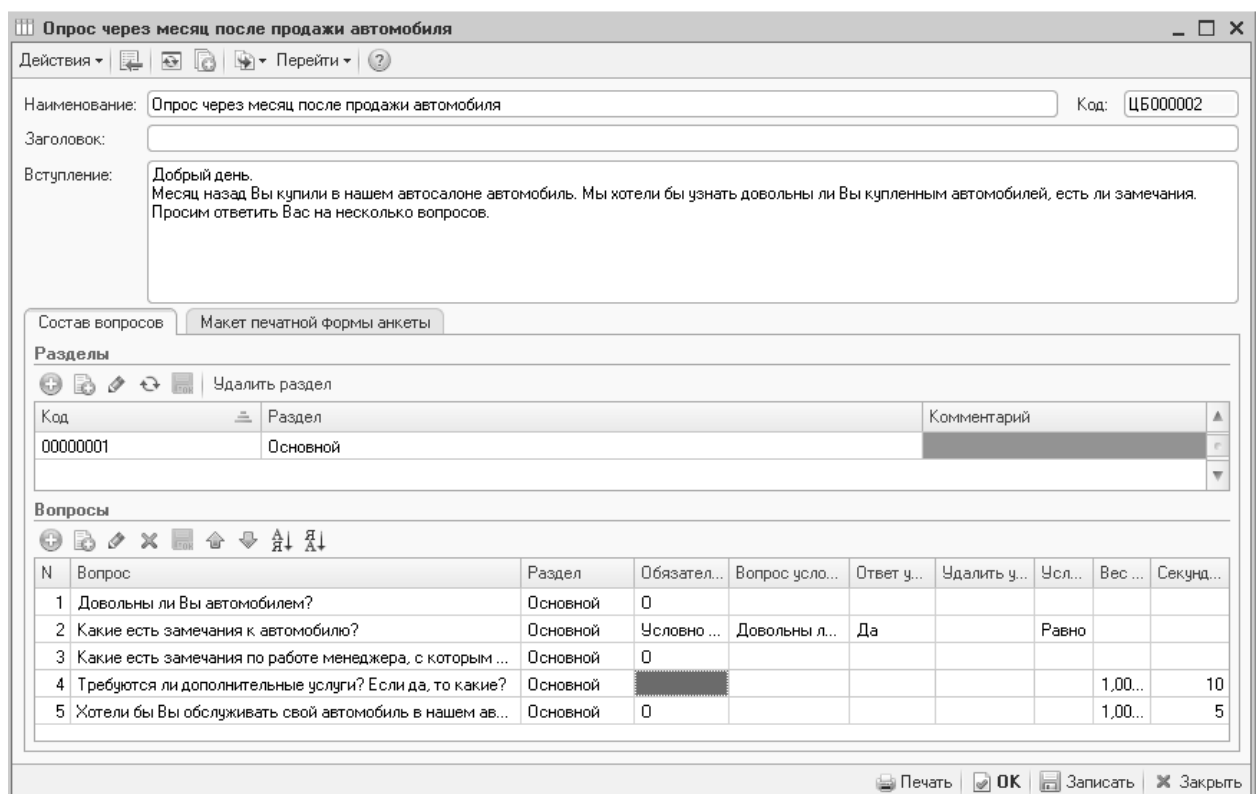 Опрос через месяц после продажи автомобиля
Действия Перейти
Наименование: Опрос через месяц после продажи автомобиля Код: ЦБ000002
Заголовок:
Вступление: Добрый день.
Месяц назад Вы купили в нашем автосалоне автомобиль. Мы хотели бы узнать довольны ли Вы купленным автомобилей, есть ли замечания.
Просим ответить Вас на несколько вопросов.
Состав вопросов Макет печатной формы анкеты
Разделы
Удалить раздел
Код Раздел Комментарий
00000001 Основной
Вопросы
N Вопрос Раздел Обязател... Вопрос усло... Ответ у... Удалить у... Усл... Вес ... Секунд...
1 Довольны ли Вы автомобилем? Основной О
2 Какие есть замечания к автомобилю? Основной Условно ... Довольны л... Да Равно
3 Какие есть замечания по работе менеджера, с которым ... Основной О
4 Требуются ли дополнительные услуги? Если да, то какие? Основной 1,00... 10
5 Хотели бы Вы обслуживать свой автомобиль в нашем ав... Основной О 1,00... 5
Печать ОК Записать Закрыть